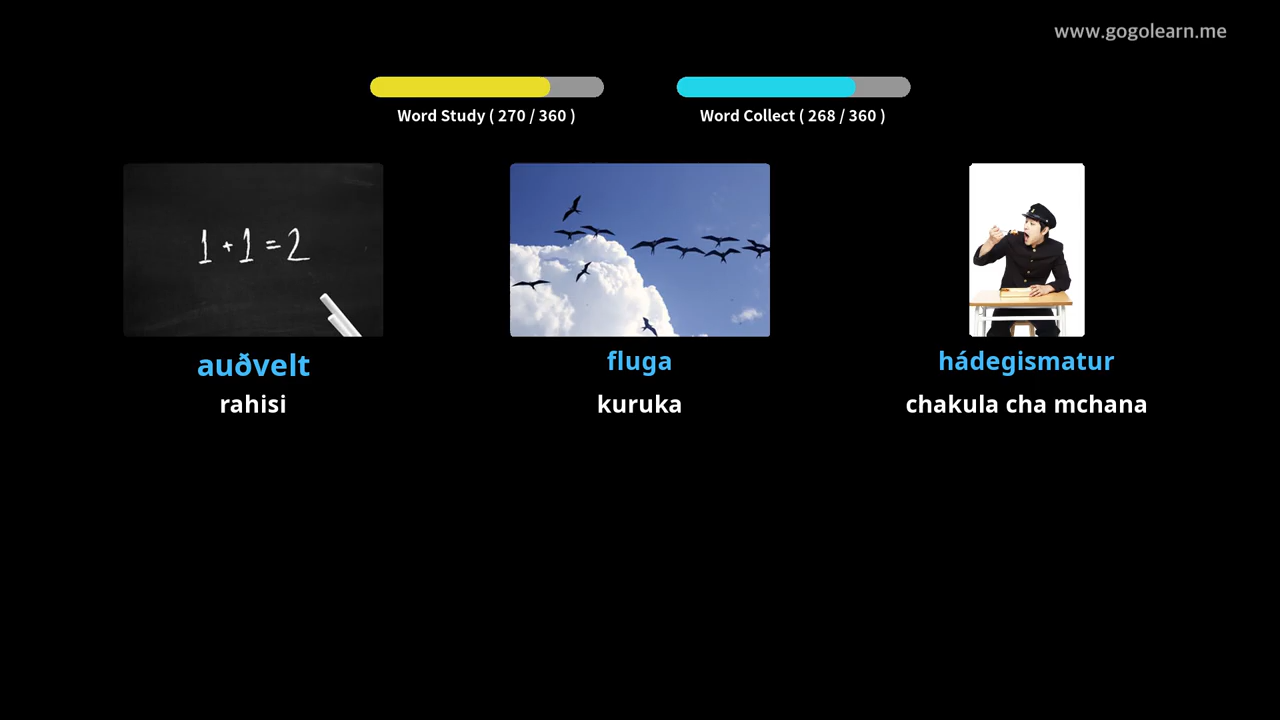 www.gogolearn.me
Word Study ( 270 / 360 )
Word Collect ( 268 / 360 )
1 + 1 = 2
auðvelt
rahisi
fluga
kuruka
hádegismatur
chakula cha mchana